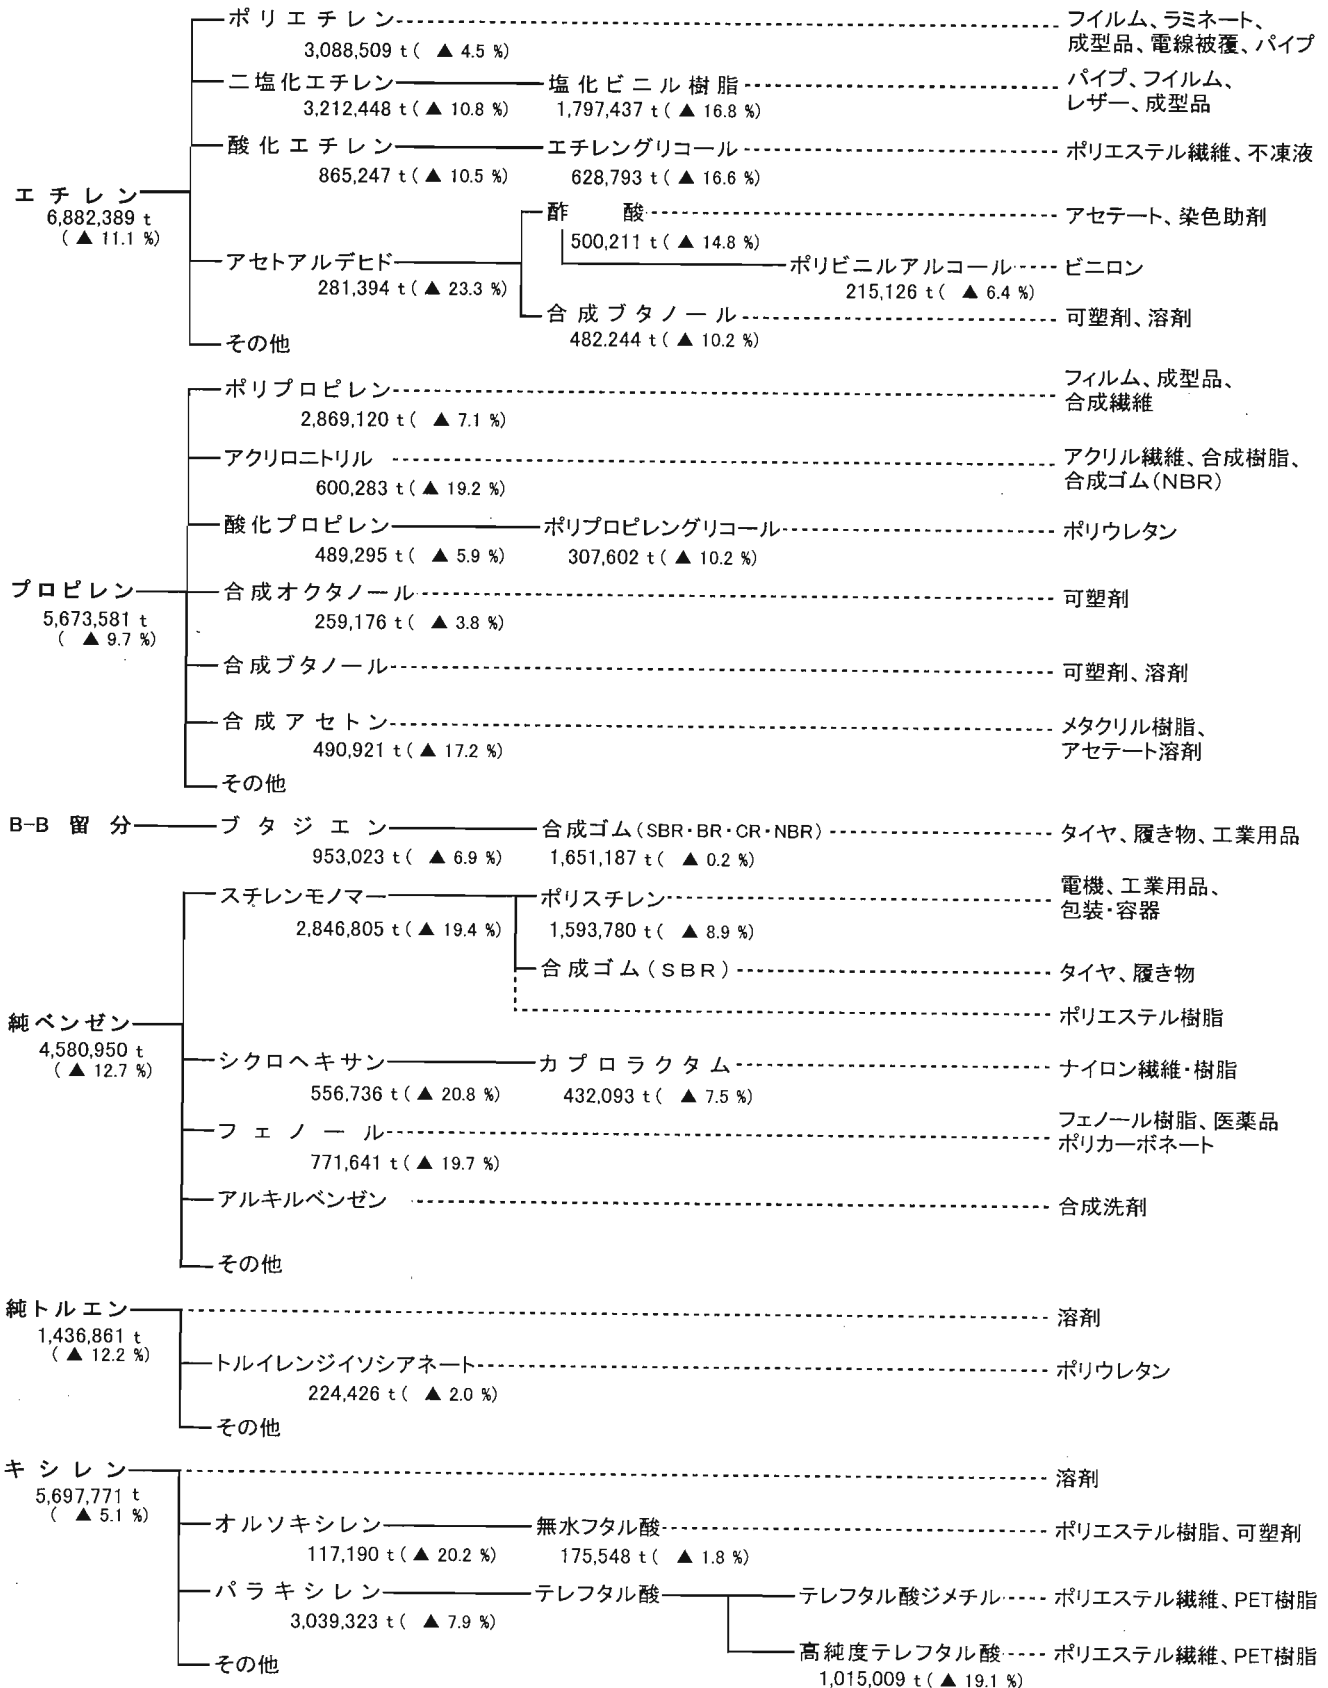 ポリエチレン フイルム、ラミネート、
3,088,509 t( ▲ 4.5 %) 成型品、電線被覆、パイプ
二塩化エチレン 塩化ビニル樹脂 パイプ、フイルム、
3,212,448 t( ▲ 10.8 %) 1,797,437 t( ▲ 16.8 %) レザー、成型品
酸化エチレン エチレングリコール ポリエステル繊維、不凍液
865,247 t( ▲ 10.5 %) 628,793 t( ▲ 16.6 %)
エチレン
6,882,389 t
( ▲ 11.1 %)
酢 酸 アセテート、染色助剤
500,211 t( ▲ 14.8 %)
アセトアルデヒド ポリビニルアルコール ビニロン
281,394 t( ▲ 23.3 %) 215,126 t( ▲ 6.4 %)
合成ブタノール 可塑剤、溶剤
482.244 t( ▲ 10.2 %)
その他
ポリプロピレン フィルム、成型品、
合成繊維
2,869,120 t( ▲ 7.1 %)
アクリロニトリル アクリル繊維、合成樹脂、
600,283 t( ▲ 19.2 %) 合成ゴム(NBR)
酸化プロピレン ポリプロピレングリコール ポリウレタン
489,295 t( ▲ 5.9 %) 307,602 t( ▲ 10.2 %)
プロピレン 合成オクタノール 可塑剤
5,673,581 t 259,176 t( ▲ 3.8 %)
( ▲ 9.7 %)
合成ブタノール 可塑剤、溶剤
合成アセトン メタクリル樹脂、
490,921 t( ▲ 17.2 %) アセテート溶剤
その他
B-B 留分 ブタジエン 合成ゴム(SBR・BR・CR・NBR) タイヤ、履き物、工業用品
953,023 t( ▲ 6.9 %) 1,651,187 t( ▲ 0.2 %)
スチレンモノマー ポリスチレン 電機、工業用品、
包装・容器
2,846,805 t( ▲ 19.4 %) 1,593,780 t( ▲ 8.9 %)
合成ゴム(SBR) タイヤ、履き物
純ベンゼン ポリエステル樹脂
4,580,950 t
( ▲ 12.7 %)
シクロヘキサン カプロラクタム ナイロン繊維・樹脂
556,736 t( ▲ 20.8 %) 432,093 t( ▲ 7.5 %)
フェノール フェノール樹脂、医薬品
ポリカーボネート
771,641 t( ▲ 19.7 %)
アルキルベンゼン 合成洗剤
その他
純トルエン 溶剤
1,436,861 t
( ▲ 12.2 %)
トルイレンジイソシアネート ポリウレタン
224,426 t( ▲ 2.0 %)
その他
キシレン 溶剤
5,697,771 t
( ▲ 5.1 %)
オルソキシレン 無水フタル酸 ポリエステル樹脂、可塑剤
117,190 t( ▲ 20.2 %) 175,548 t( ▲ 1.8 %)
パラキシレン テレフタル酸 テレフタル酸ジメチル ポリエステル繊維、PET樹脂
3,039,323 t( ▲ 7.9 %)
その他 高純度テレフタル酸 ポリエステル繊維、PET樹脂
1,015,009 t( ▲ 19.1 %)